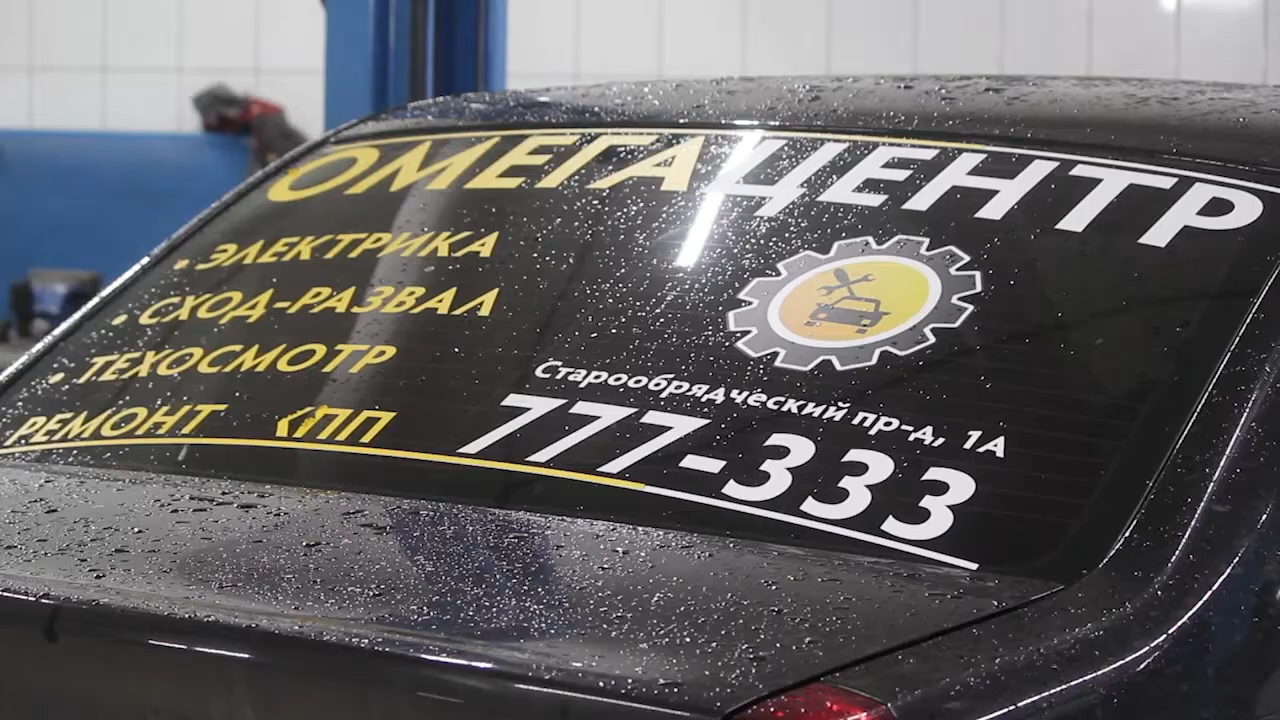 ОМЕГАЦЕНТР
• ЭЛЕКТРИКА
• СХОД-РАЗВАЛ
• ТЕХОСМОТР
РЕМОНТ КПП
Старообрядческий пр-д, 1А
777-333